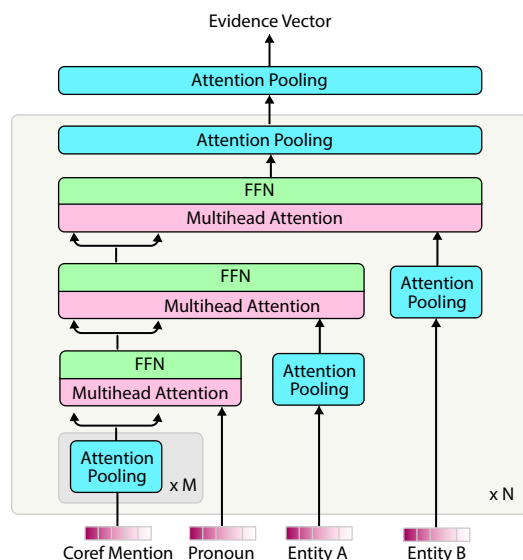 Evidence Vector
Attention Pooling
Attention Pooling
FFN
Multihead Attention
FFN
Multihead Attention
Attention
Pooling
FFN
Multihead Attention
Attention
Pooling
Attention
Pooling
x M
x N
Coref Mention
Pronoun
Entity A
Entity B